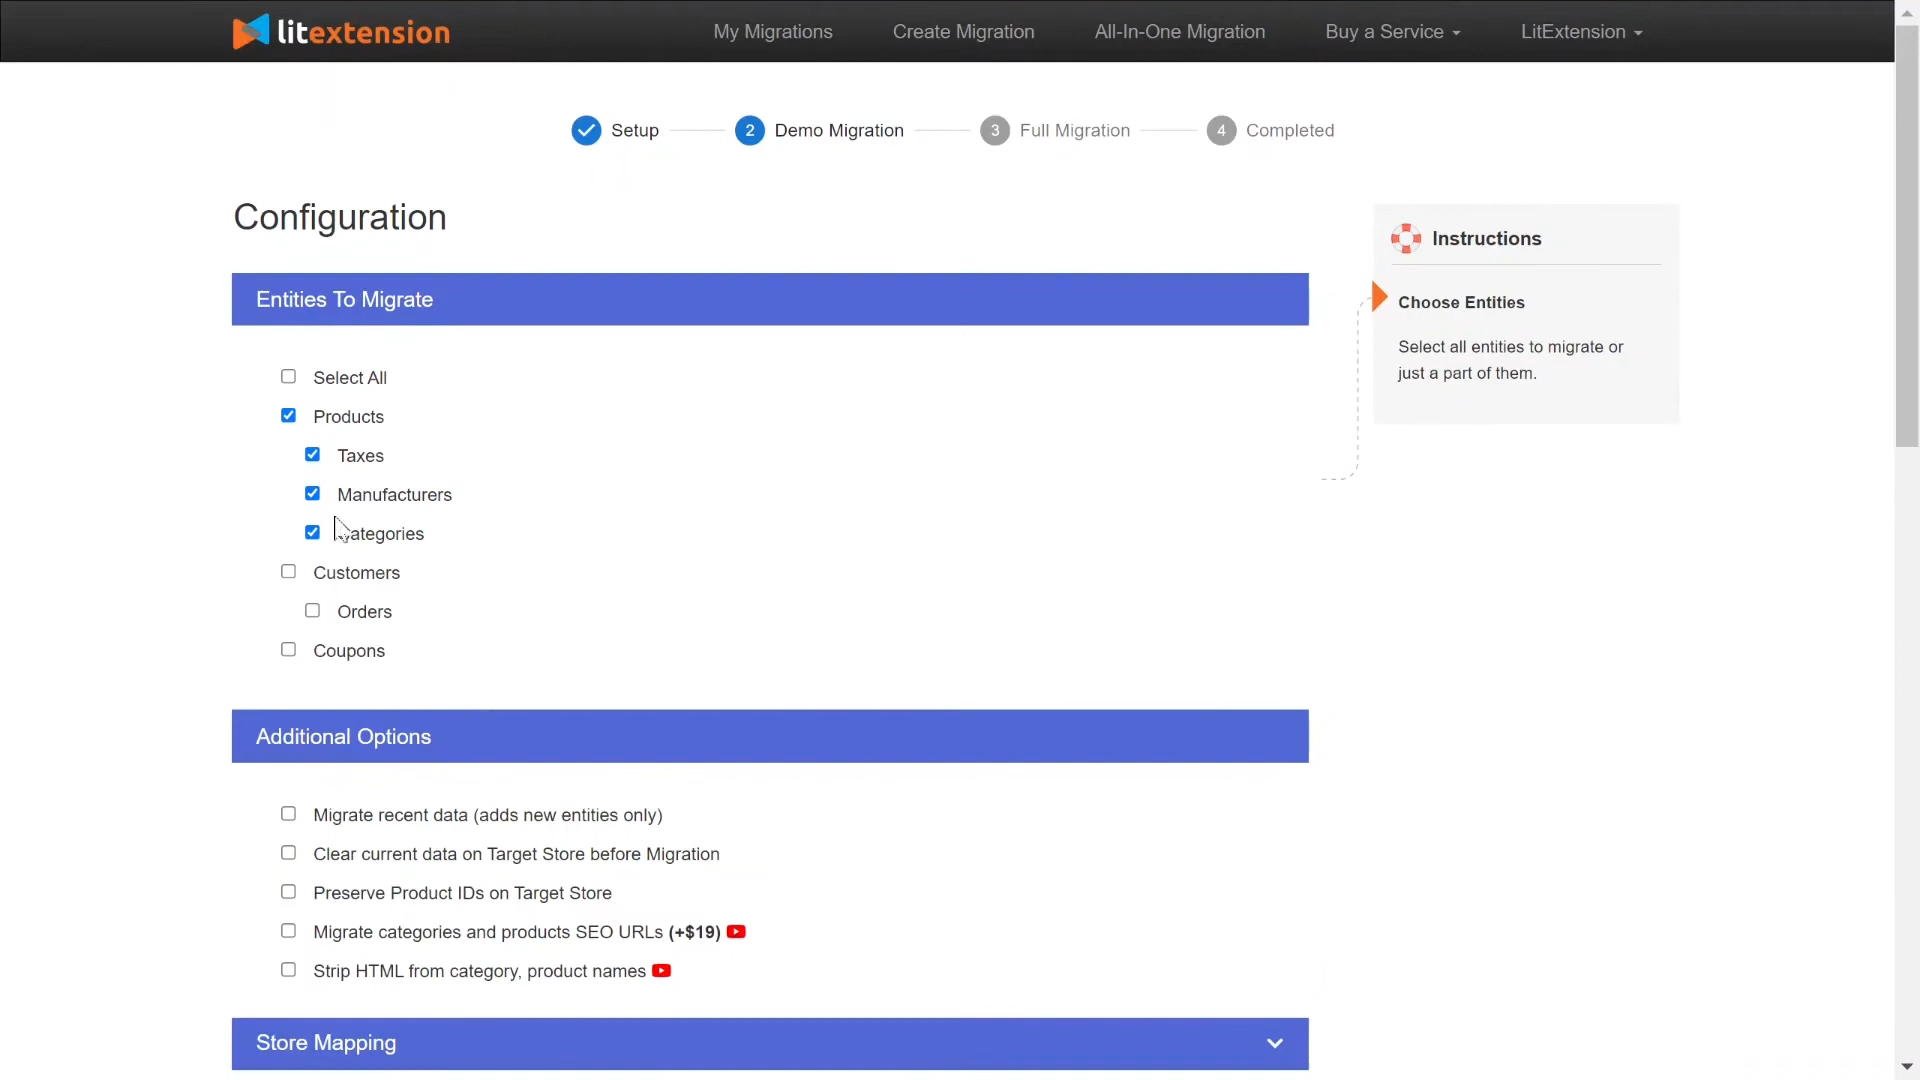 litextension
My Migrations
Create Migration
All-In-One Migration
Buy a Service
LitExtension
Setup
2 Demo Migration
3 Full Migration
4 Completed
Configuration
Instructions
Choose Entities
Select all entities to migrate or
just a part of them.
Entities To Migrate
Select All
Products
Taxes
Manufacturers
ategories
Customers
Orders
Coupons
Additional Options
Migrate recent data (adds new entities only)
Clear current data on Target Store before Migration
Preserve Product IDs on Target Store
Migrate categories and products SEO URLs (+$19)
Strip HTML from category, product names
Store Mapping